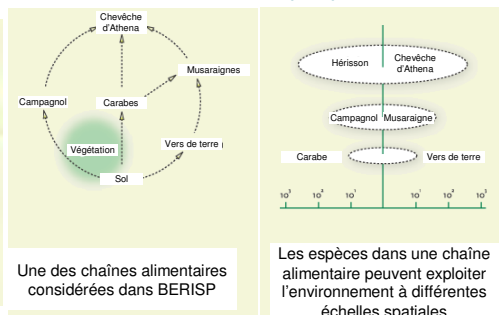 Chevêche
d'Athena
Musaraignes
Campagnol
Carabes
Végétation
Vers de terre
Sol
Une des chaînes alimentaires
considérées dans BERISP
Hérisson
Chevêche
d'Athena
Campagnol
Musaraigne
Carabe
Vers de terre
10³ 10² 10¹ 10¹ 10² 10³
Les espèces dans une chaîne
alimentaire peuvent exploiter
l'environnement à différentes
échelles spatiales